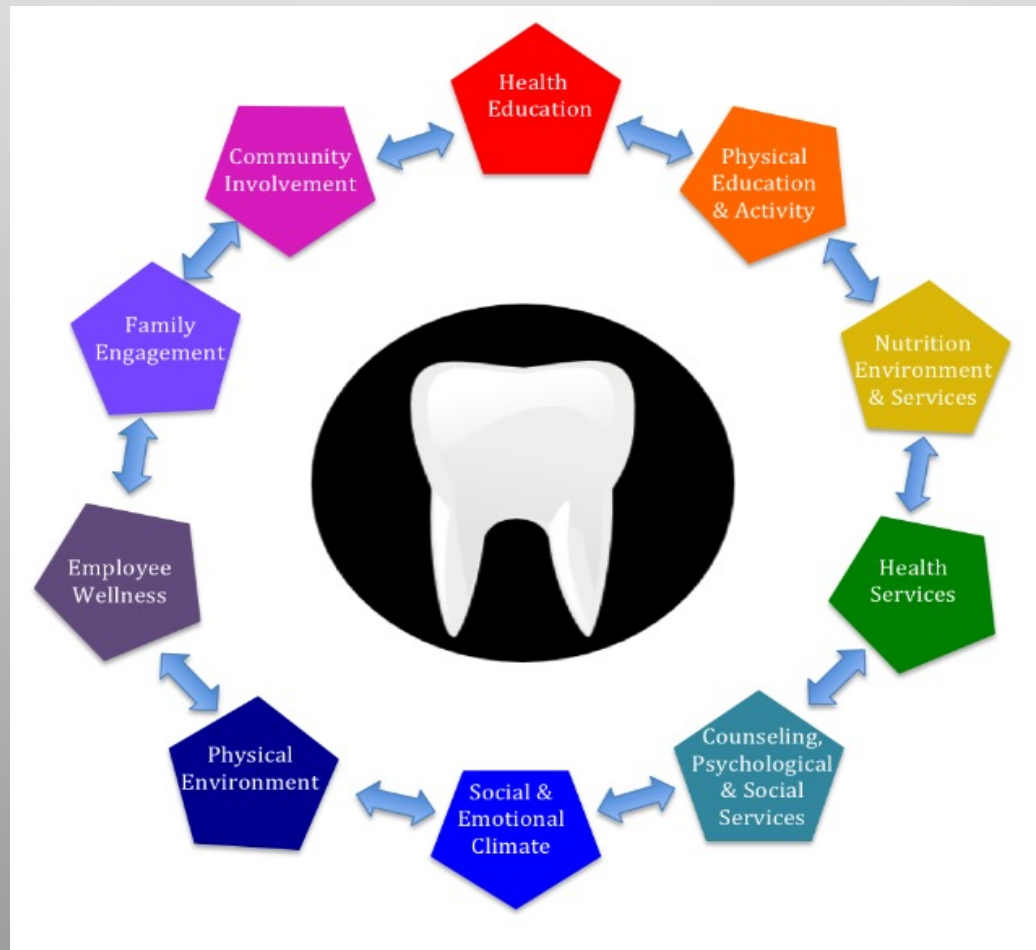 Health
Education
Physical
Education
& Activity
Nutrition
Environment
& Services
Health
Services
Counseling,
Psychological
& Social
Services
Social &
Emotional
Climate
Physical
Environment
Employee
Wellness
Family
Engagement
Community
Involvement